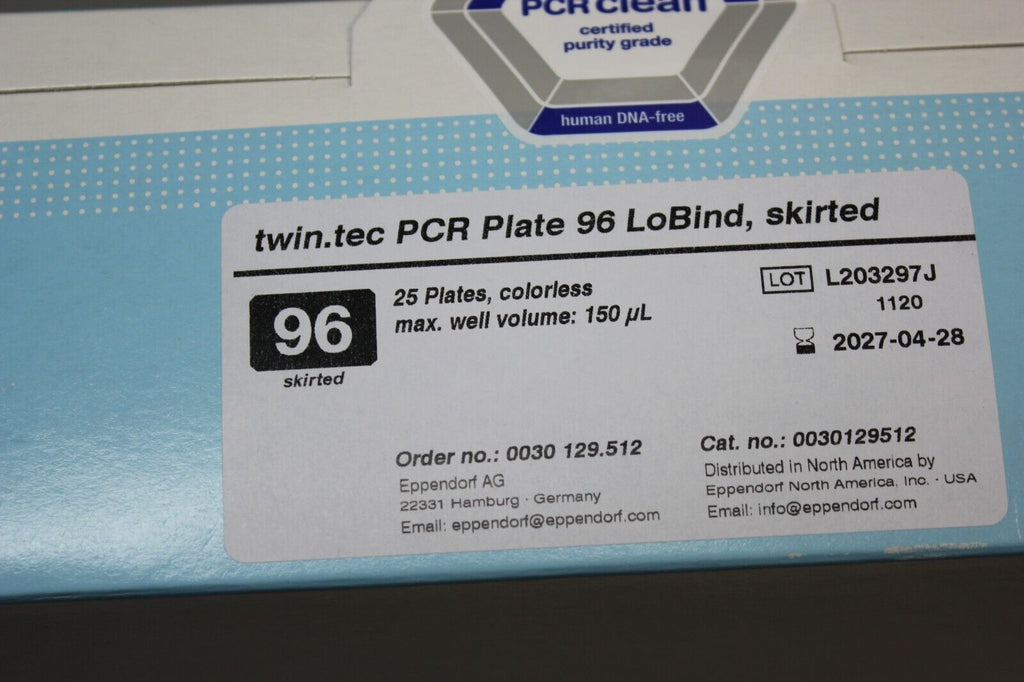 PCR clean
certified
purity grade
human DNA-free
twin.tec PCR Plate 96 LoBind, skirted
96
skirted
25 Plates, colorless
max. well volume: 150 µL
LOT L203297J
1120
2027-04-28
Order no.: 0030 129.512
Eppendorf AG
22331 Hamburg · Germany
Email: eppendorf@eppendorf.com
Cat. no.: 0030129512
Distributed in North America by
Eppendorf North America, Inc. · USA
Email: info@eppendorf.com